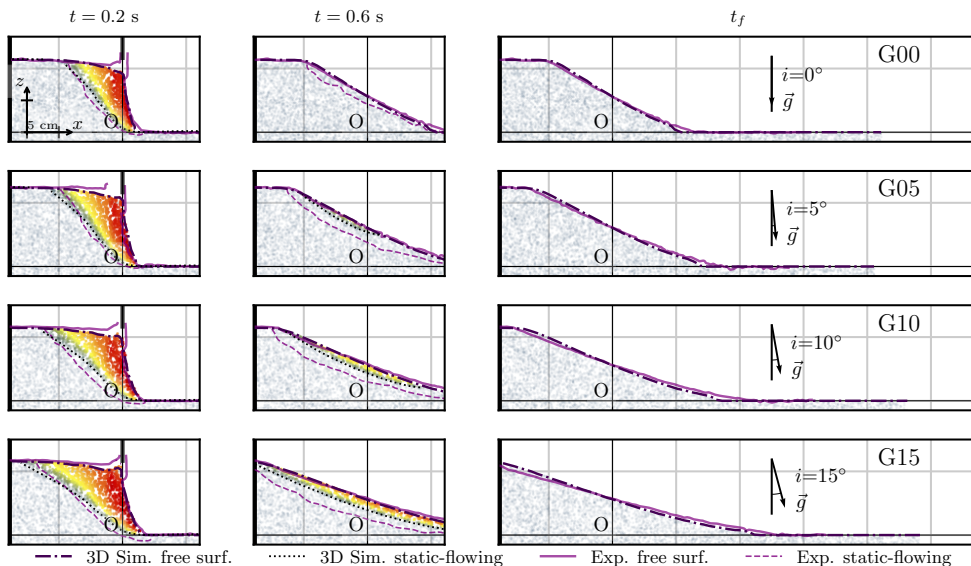 t = 0.2 s
t = 0.6 s
t_f
z
5 cm
x
O
O
O
G00
i=0°
g⃗
O
O
O
G05
i=5°
g⃗
O
O
O
G10
i=10°
g⃗
O
O
O
G15
i=15°
g⃗
3D Sim. free surf.
3D Sim. static-flowing
Exp. free surf.
Exp. static-flowing